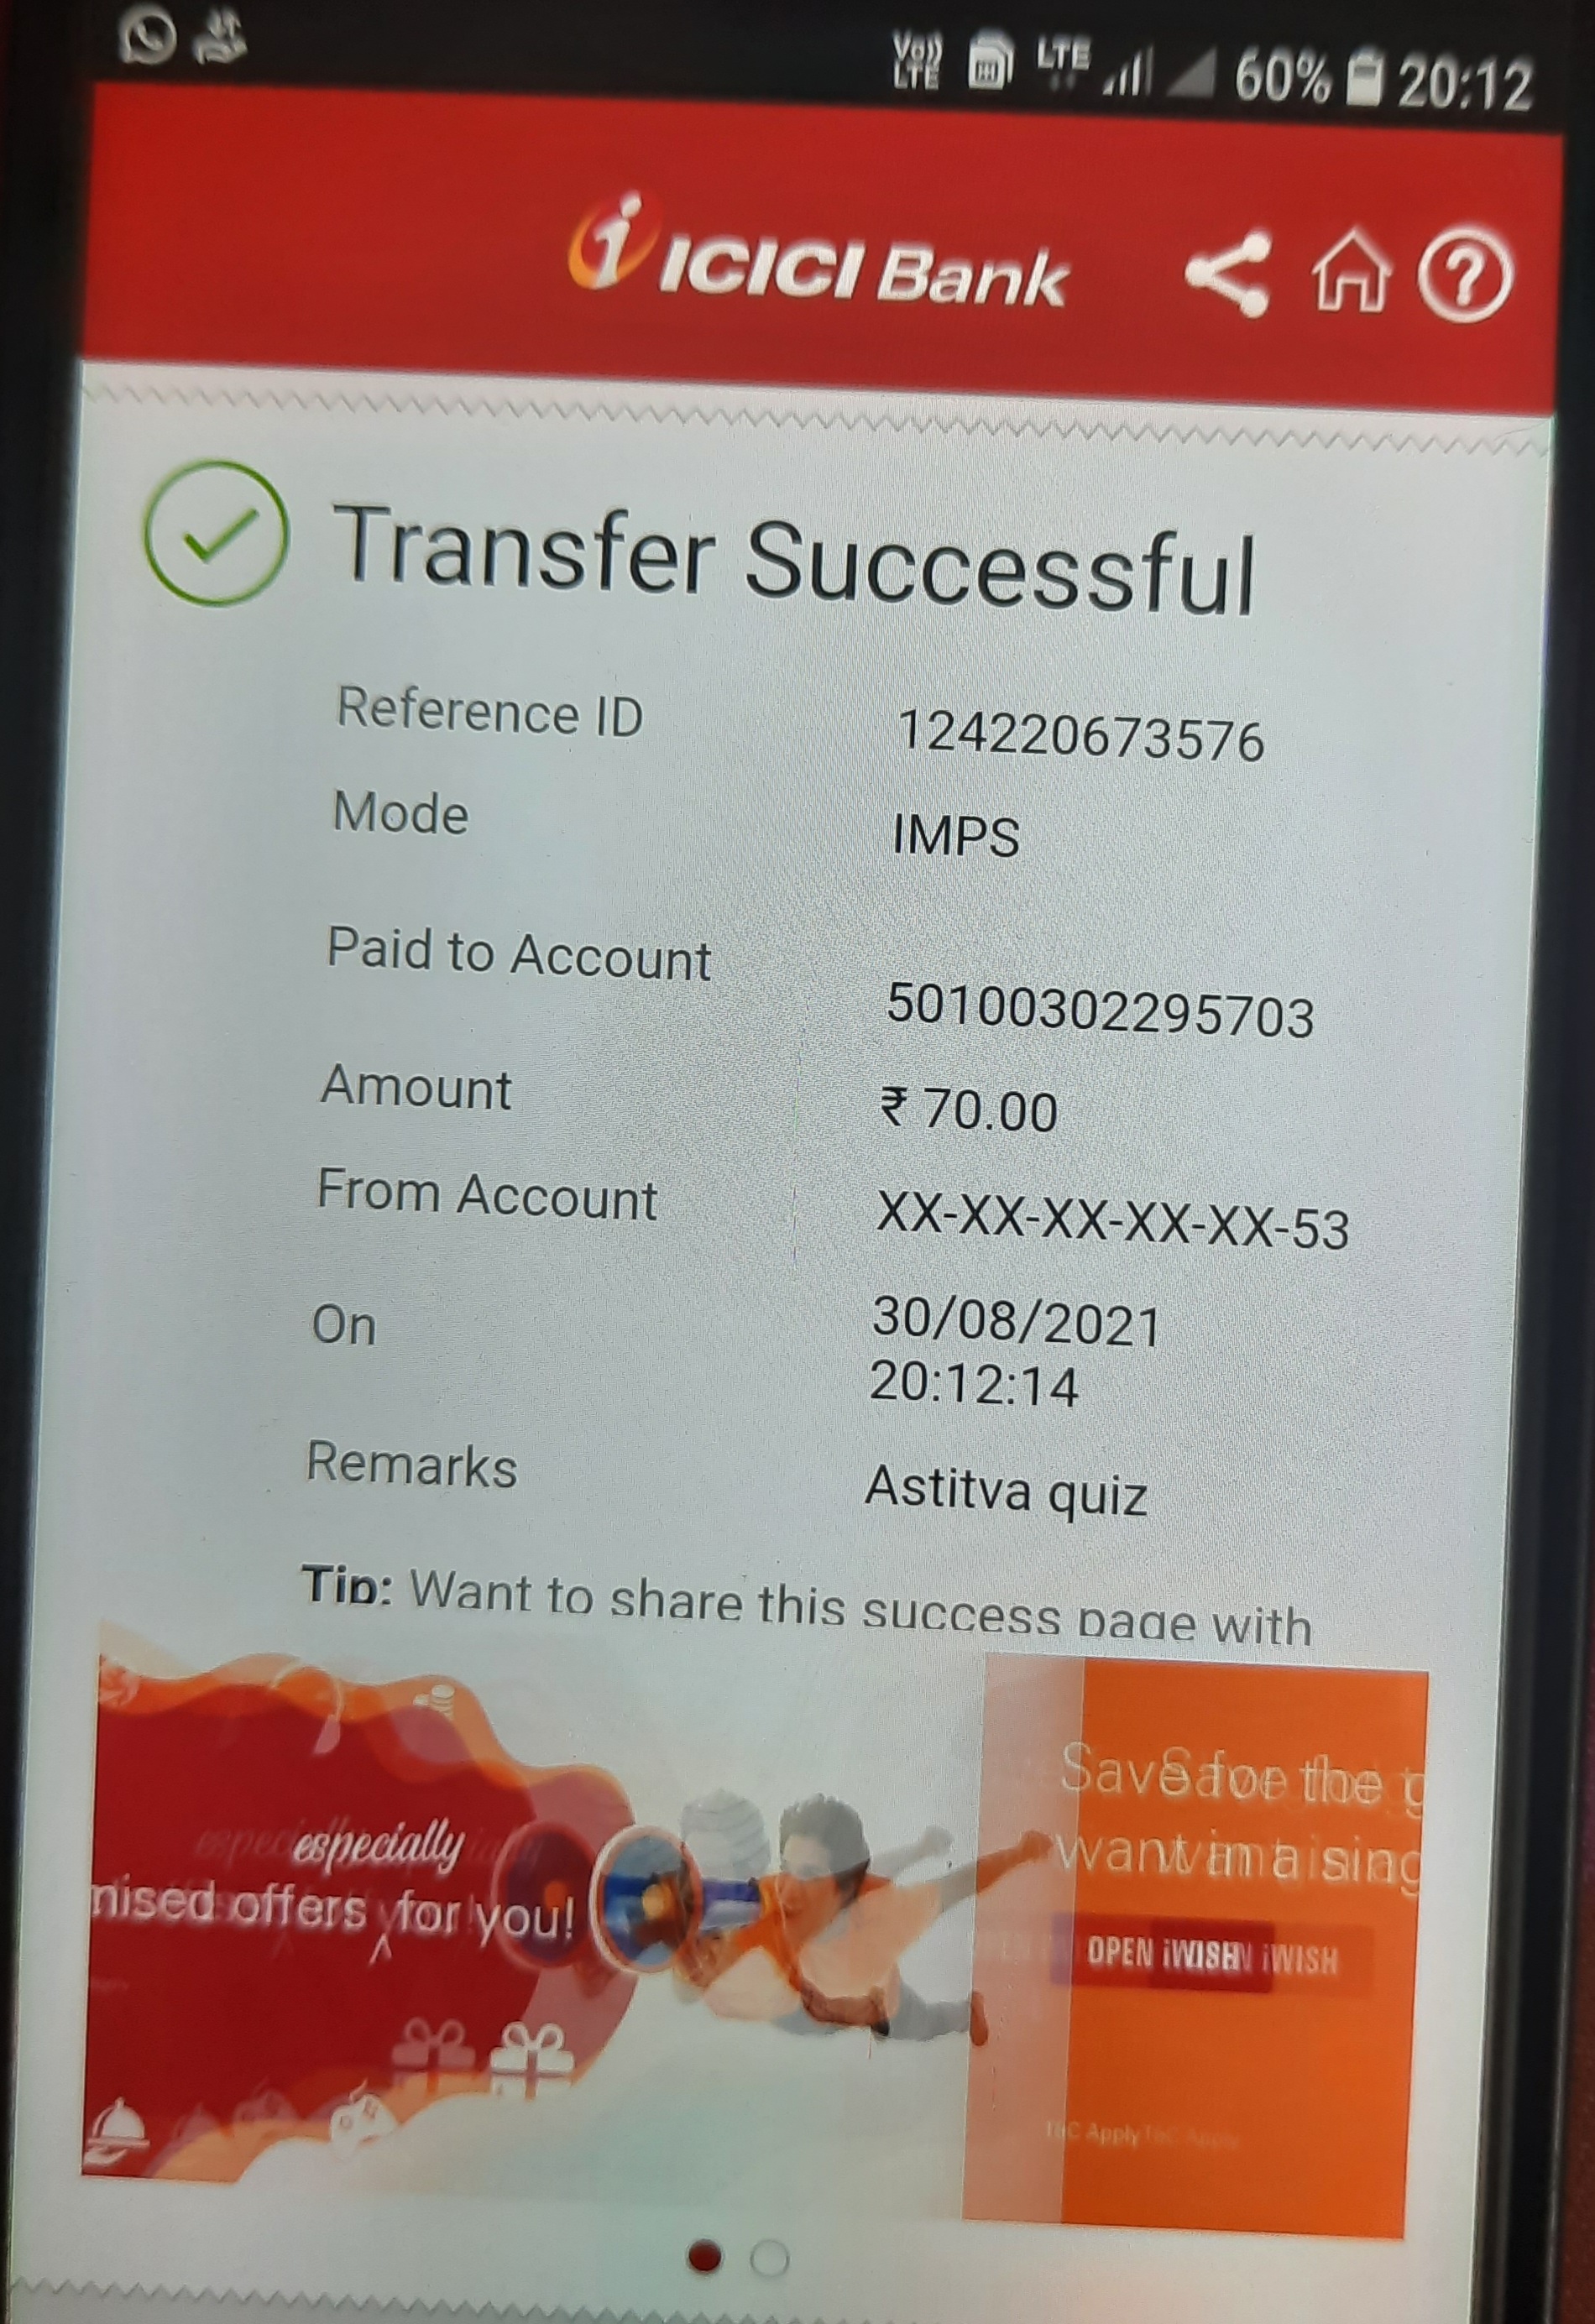 Vo)) LTE LTE 60% 20:12
i ICICI Bank
Transfer Successful
Reference ID 124220673576
Mode IMPS
Paid to Account 50100302295703
Amount ₹ 70.00
From Account XX-XX-XX-XX-XX-53
On 30/08/2021
20:12:14
Remarks Astitva quiz
Tip: Want to share this success page with
especially
nised offers for you!
Save for the g
want in a sing
OPEN iWISH
T&C Apply